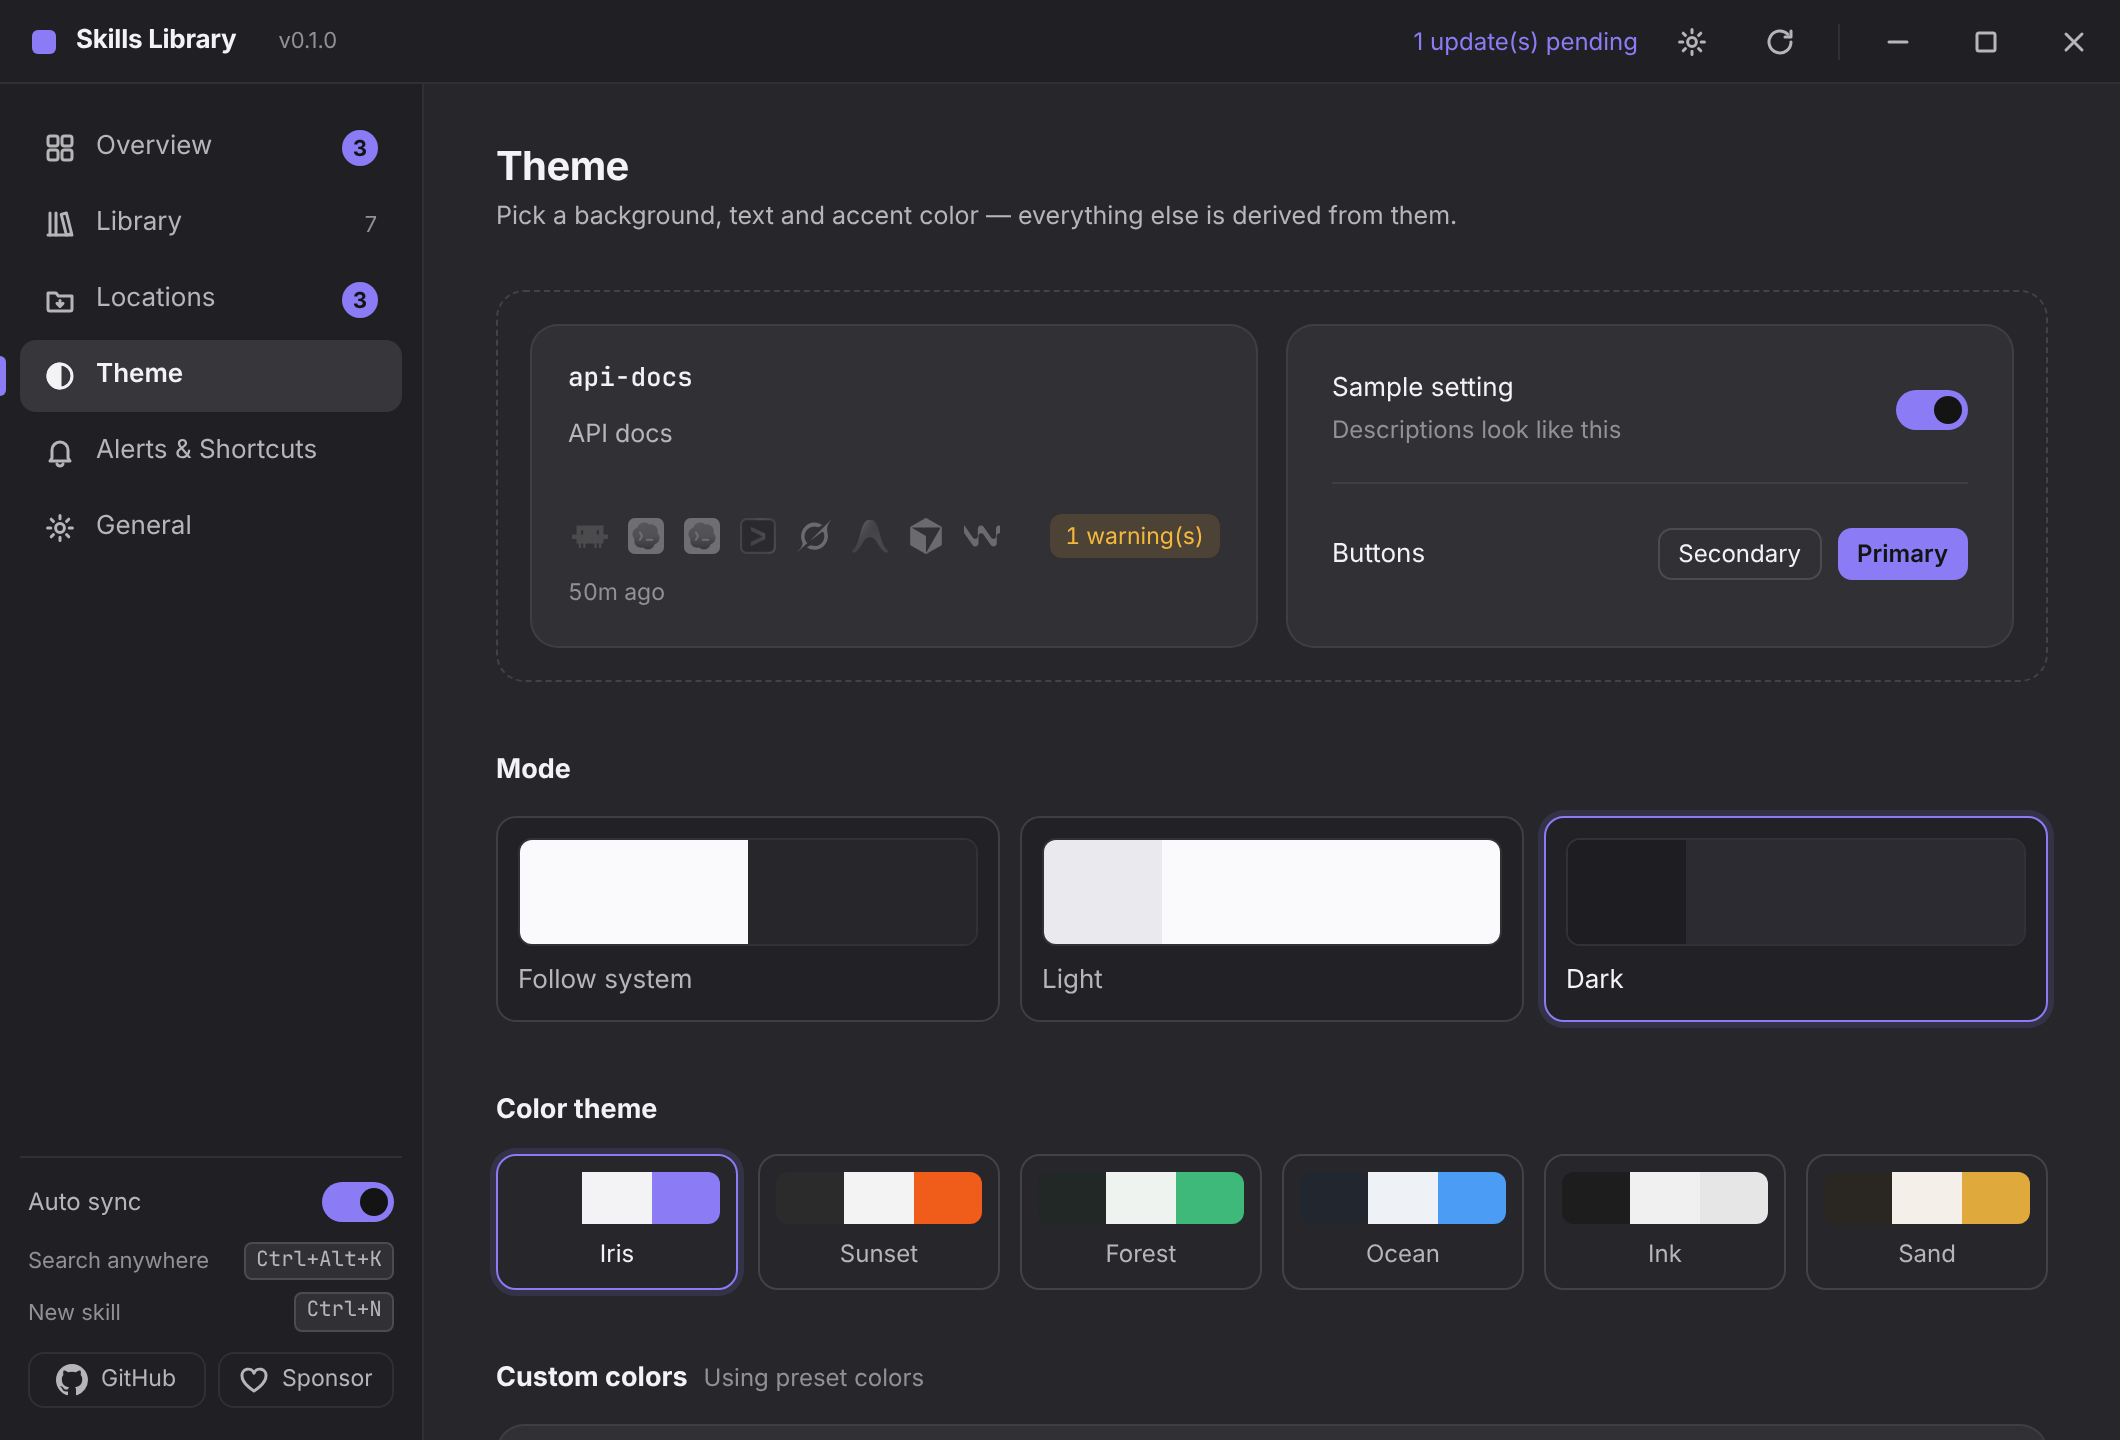 Skills Library v0.1.0
1 update(s) pending
Overview 3
Library 7
Locations 3
Theme
Alerts & Shortcuts
General
Auto sync
Search anywhere Ctrl+Alt+K
New skill Ctrl+N
GitHub Sponsor
Theme
Pick a background, text and accent color — everything else is derived from them.
api-docs
API docs
1 warning(s)
50m ago
Sample setting
Descriptions look like this
Buttons Secondary Primary
Mode
Follow system Light Dark
Color theme
Iris Sunset Forest Ocean Ink Sand
Custom colors Using preset colors